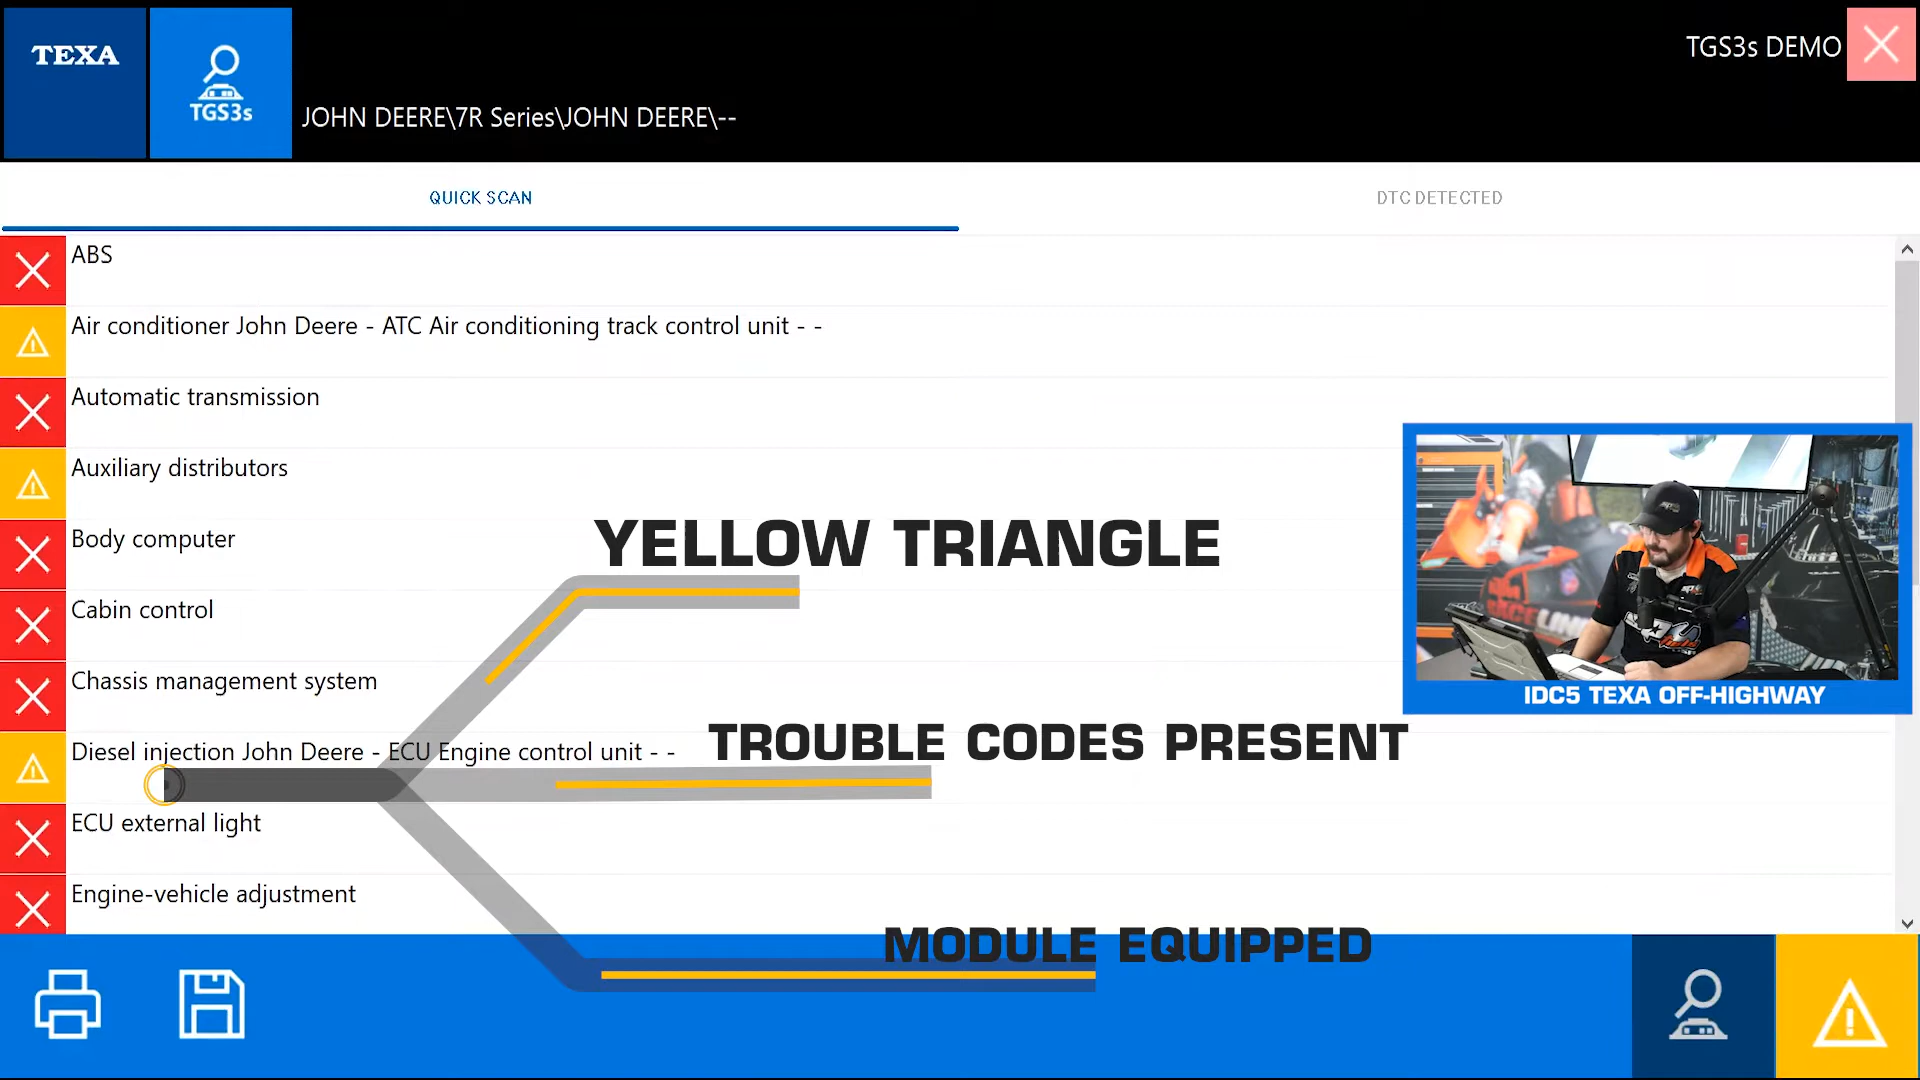 TEXA
TGS3s
JOHN DEERE\7R Series\JOHN DEERE\--
TGS3s DEMO
QUICK SCAN
DTC DETECTED
ABS
Air conditioner John Deere - ATC Air conditioning track control unit - -
Automatic transmission
Auxiliary distributors
Body computer
YELLOW TRIANGLE
Cabin control
Chassis management system
IDC5 TEXA OFF-HIGHWAY
Diesel injection John Deere - ECU Engine control unit - -
TROUBLE CODES PRESENT
ECU external light
Engine-vehicle adjustment
MODULE EQUIPPED